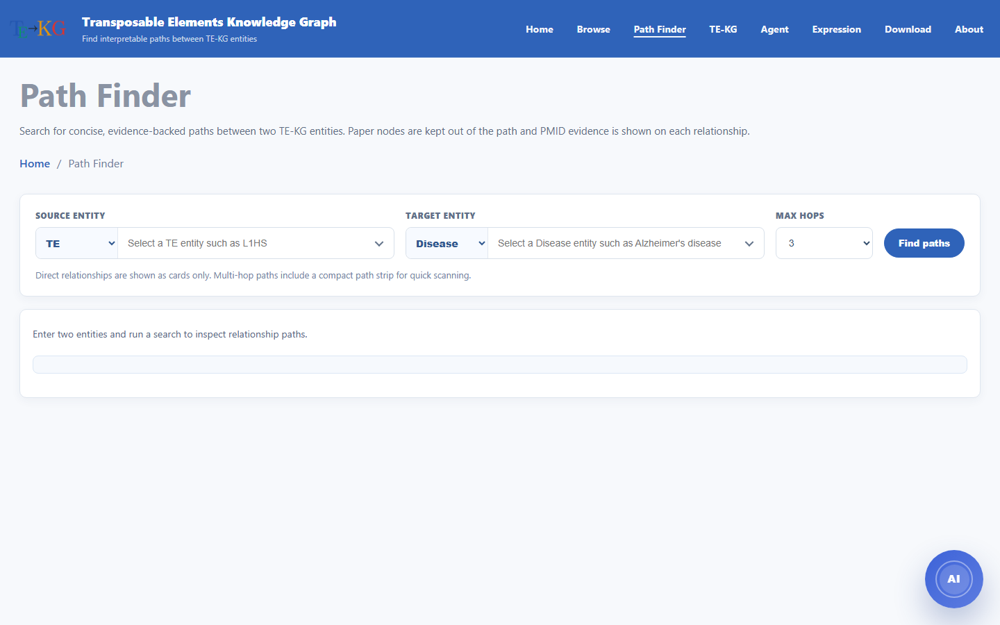 TE→KG
Transposable Elements Knowledge Graph
Find interpretable paths between TE-KG entities
Home
Browse
Path Finder
TE-KG
Agent
Expression
Download
About
Path Finder
Search for concise, evidence-backed paths between two TE-KG entities. Paper nodes are kept out of the path and PMID evidence is shown on each relationship.
Home / Path Finder
SOURCE ENTITY
TE
Select a TE entity such as L1HS
TARGET ENTITY
Disease
Select a Disease entity such as Alzheimer's disease
MAX HOPS
3
Find paths
Direct relationships are shown as cards only. Multi-hop paths include a compact path strip for quick scanning.
Enter two entities and run a search to inspect relationship paths.
AI